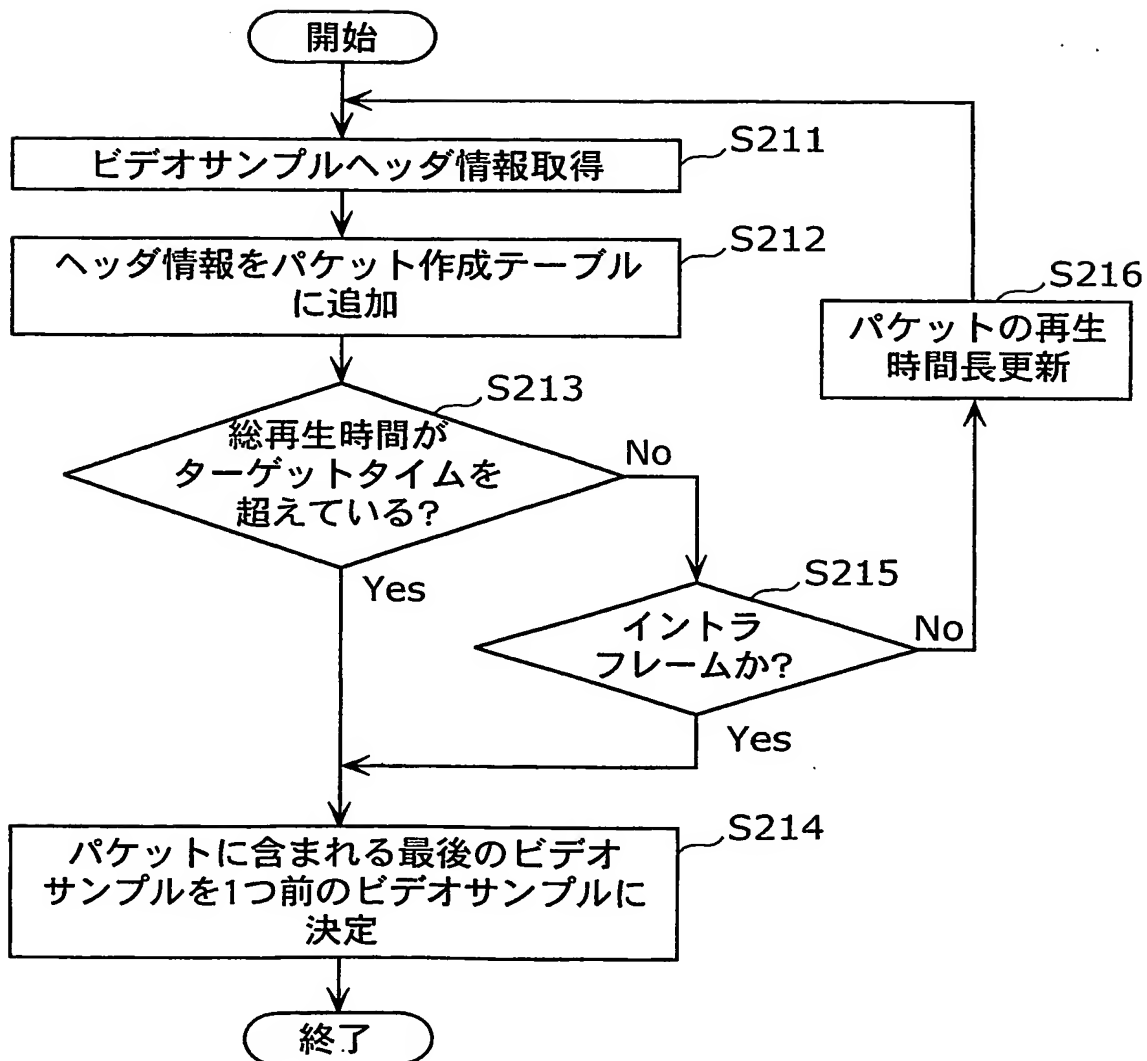 開始
ビデオサンプルヘッダ情報取得
S211
ヘッダ情報をパケット作成テーブル
に追加
S212
総再生時間が
ターゲットタイムを
超えている?
S213
No
Yes
イントラ
フレームか?
S215
No
Yes
パケットの再生
時間長更新
S216
パケットに含まれる最後のビデオ
サンプルを1つ前のビデオサンプルに
決定
S214
終了